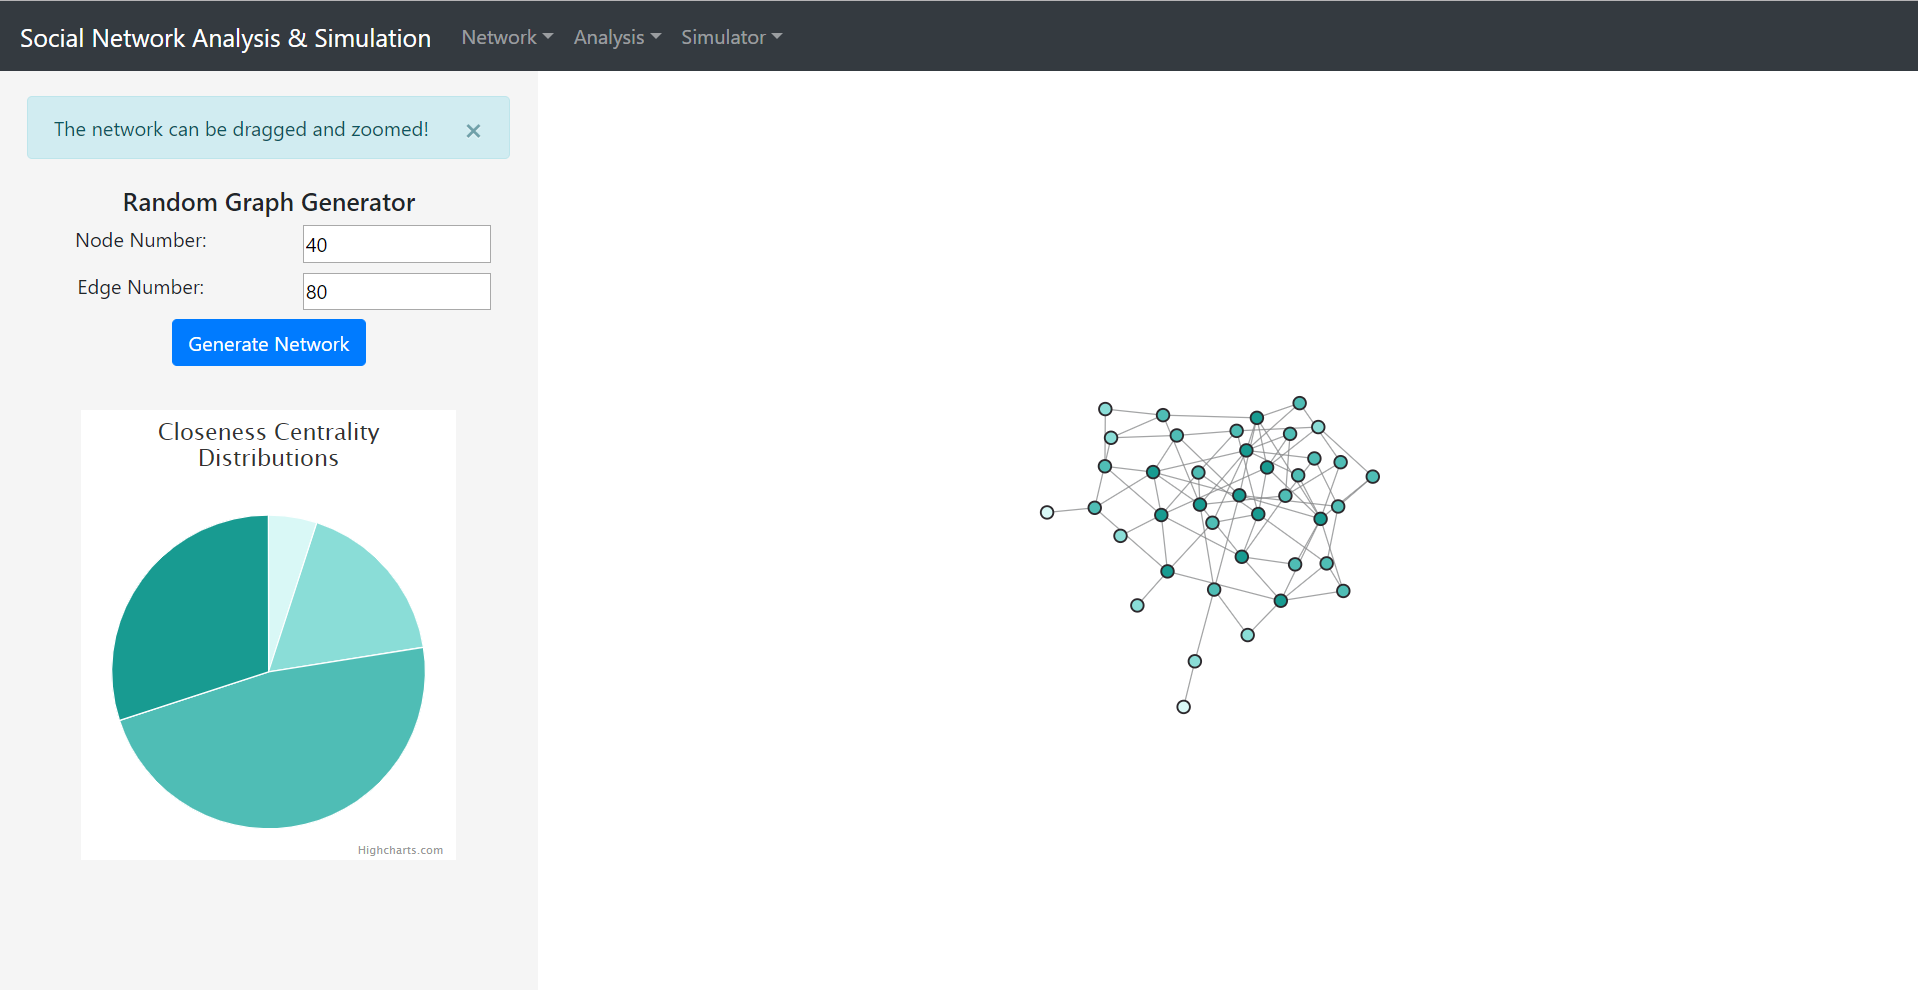 Social Network Analysis & Simulation Network Analysis Simulator
The network can be dragged and zoomed! ×
Random Graph Generator
Node Number: 40
Edge Number: 80
Generate Network
Closeness Centrality
Distributions
Highcharts.com